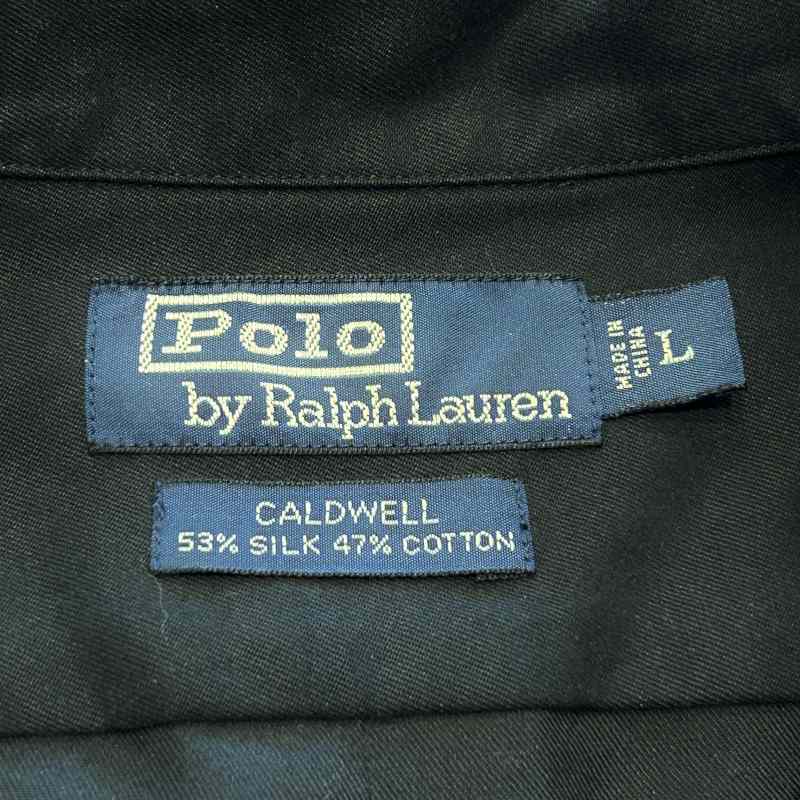 Polo
by Ralph Lauren
MADE IN
CHINA
L
CALDWELL
53% SILK 47% COTTON